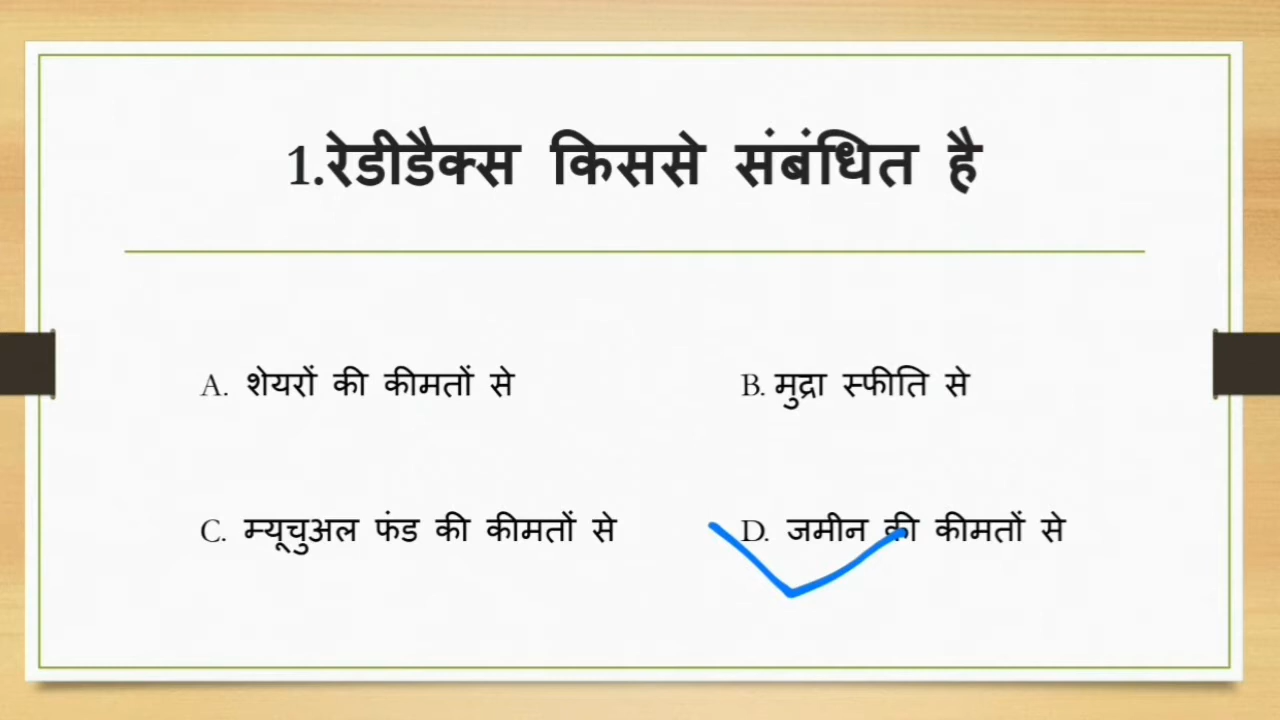 1.रेडीडैक्स किससे संबंधित है
A. शेयरों की कीमतों से
B. मुद्रा स्फीति से
C. म्यूचुअल फंड की कीमतों से
D. जमीन की कीमतों से